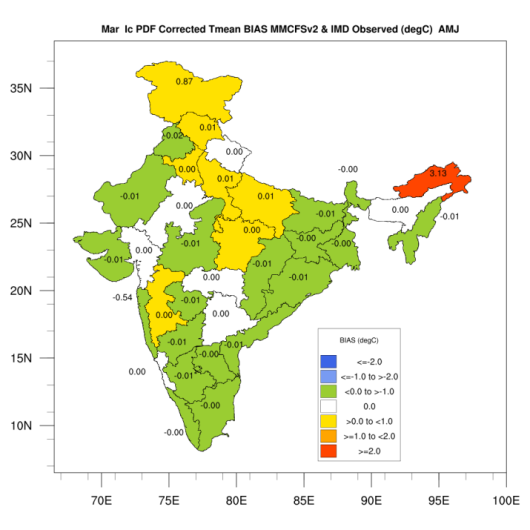 Mar Ic PDF Corrected Tmean BIAS MMCFSv2 & IMD Observed (degC) AMJ
35N
0.87
30N
-0.02
0.01
0.00
0.00
-0.00
3.13
0.01
0.01
25N
-0.01
0.00
-0.01
0.00
-0.01
0.00
-0.01
-0.00
-0.00
-0.01
0.00
-0.01
20N
0.00
-0.01
-0.54
-0.01
0.00
0.00
15N
-0.01
-0.00
-0.01
0.00
-0.01
10N
-0.00
-0.00
BIAS (degC)
<=-2.0
<=-1.0 to >-2.0
<0.0 to >-1.0
0.0
>0.0 to <1.0
>=1.0 to <2.0
>=2.0
70E 75E 80E 85E 90E 95E 100E